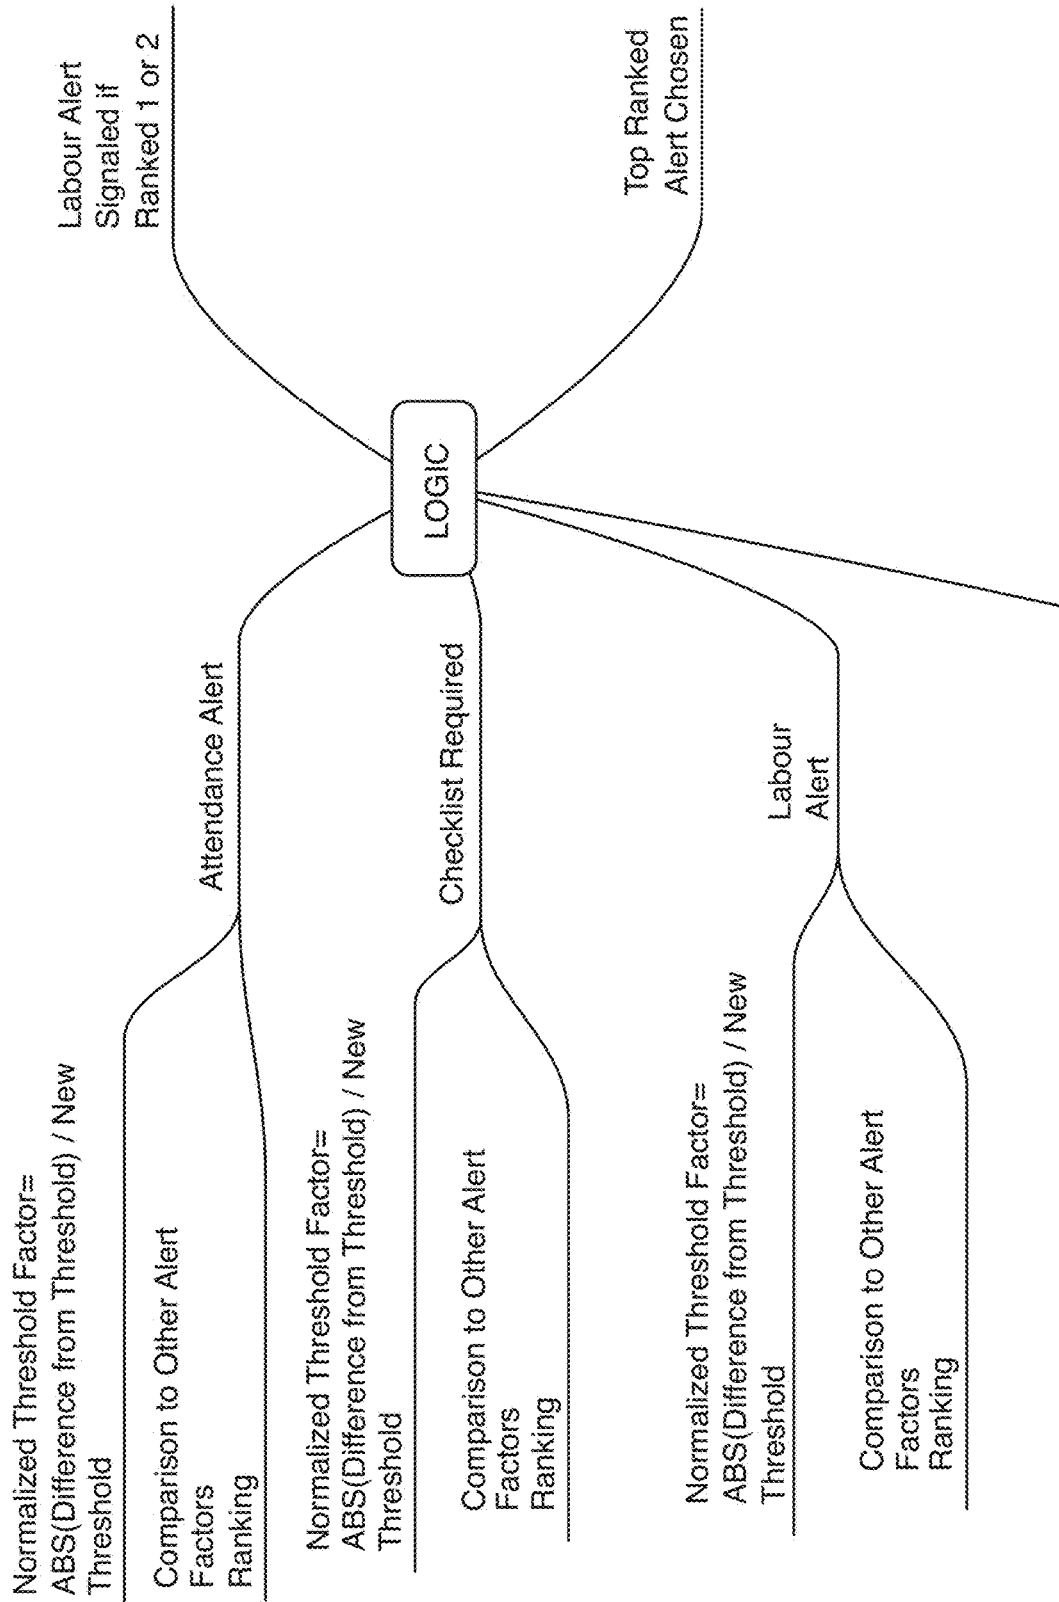 Normalized Threshold Factor=
ABS(Difference from Threshold) / New
Threshold
Comparison to Other Alert
Factors
Ranking
Attendance Alert
Labour Alert
Signaled if
Ranked 1 or 2
Normalized Threshold Factor=
ABS(Difference from Threshold) / New
Threshold
Comparison to Other Alert
Factors
Ranking
Checklist Required
LOGIC
Top Ranked
Alert Chosen
Normalized Threshold Factor=
ABS(Difference from Threshold) / New
Threshold
Comparison to Other Alert
Factors
Ranking
Labour
Alert